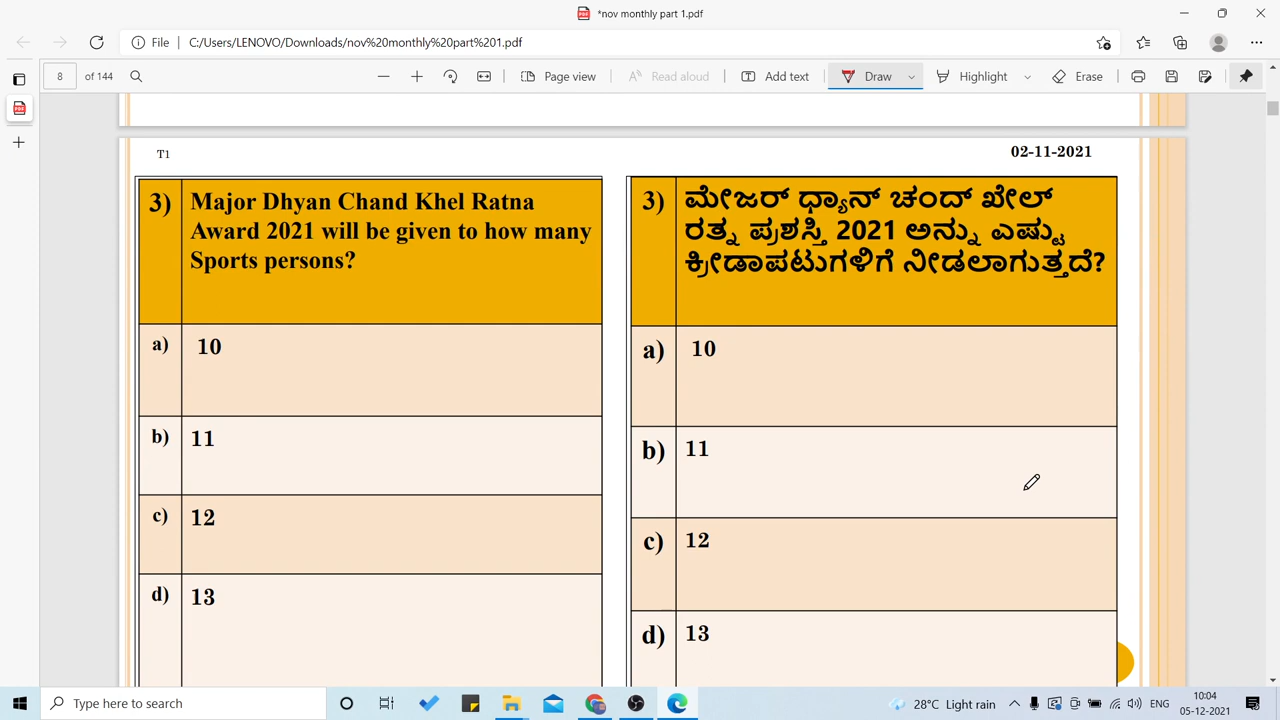 *nov monthly part 1.pdf
File C:/Users/LENOVO/Downloads/nov%20monthly%20part%201.pdf
8 of 144 Page view Read aloud Add text Draw Highlight Erase
T1
02-11-2021
3) Major Dhyan Chand Khel Ratna
Award 2021 will be given to how many
Sports persons?
a) 10
b) 11
c) 12
d) 13
3) ಮೇಜರ್ ಧ್ಯಾನ್ ಚಂದ್ ಖೇಲ್
ರತ್ನ ಪ್ರಶಸ್ತಿ 2021 ಅನ್ನು ಎಷ್ಟು
ಕ್ರೀಡಾಪಟುಗಳಿಗೆ ನೀಡಲಾಗುತ್ತದೆ?
a) 10
b) 11
c) 12
d) 13
Type here to search
28°C Light rain
ENG
10:04
05-12-2021